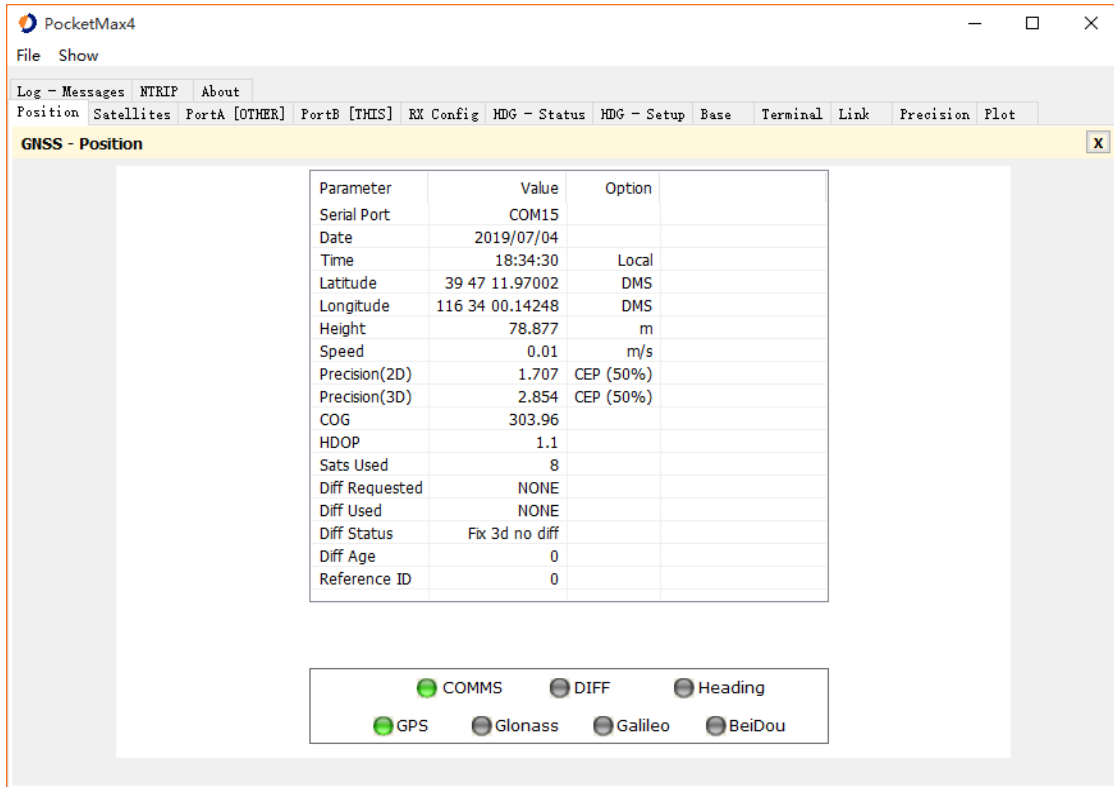 PocketMax4
File Show
Log - Messages NTRIP About
Position Satellites PortA [OTHER] PortB [THIS] RX Config HDG - Status HDG - Setup Base Terminal Link Precision Plot
GNSS - Position X
Parameter Value Option
Serial Port COM15
Date 2019/07/04
Time 18:34:30 Local
Latitude 39 47 11.97002 DMS
Longitude 116 34 00.14248 DMS
Height 78.877 m
Speed 0.01 m/s
Precision(2D) 1.707 CEP (50%)
Precision(3D) 2.854 CEP (50%)
COG 303.96
HDOP 1.1
Sats Used 8
Diff Requested NONE
Diff Used NONE
Diff Status Fix 3d no diff
Diff Age 0
Reference ID 0
COMMS DIFF Heading
GPS Glonass Galileo BeiDou